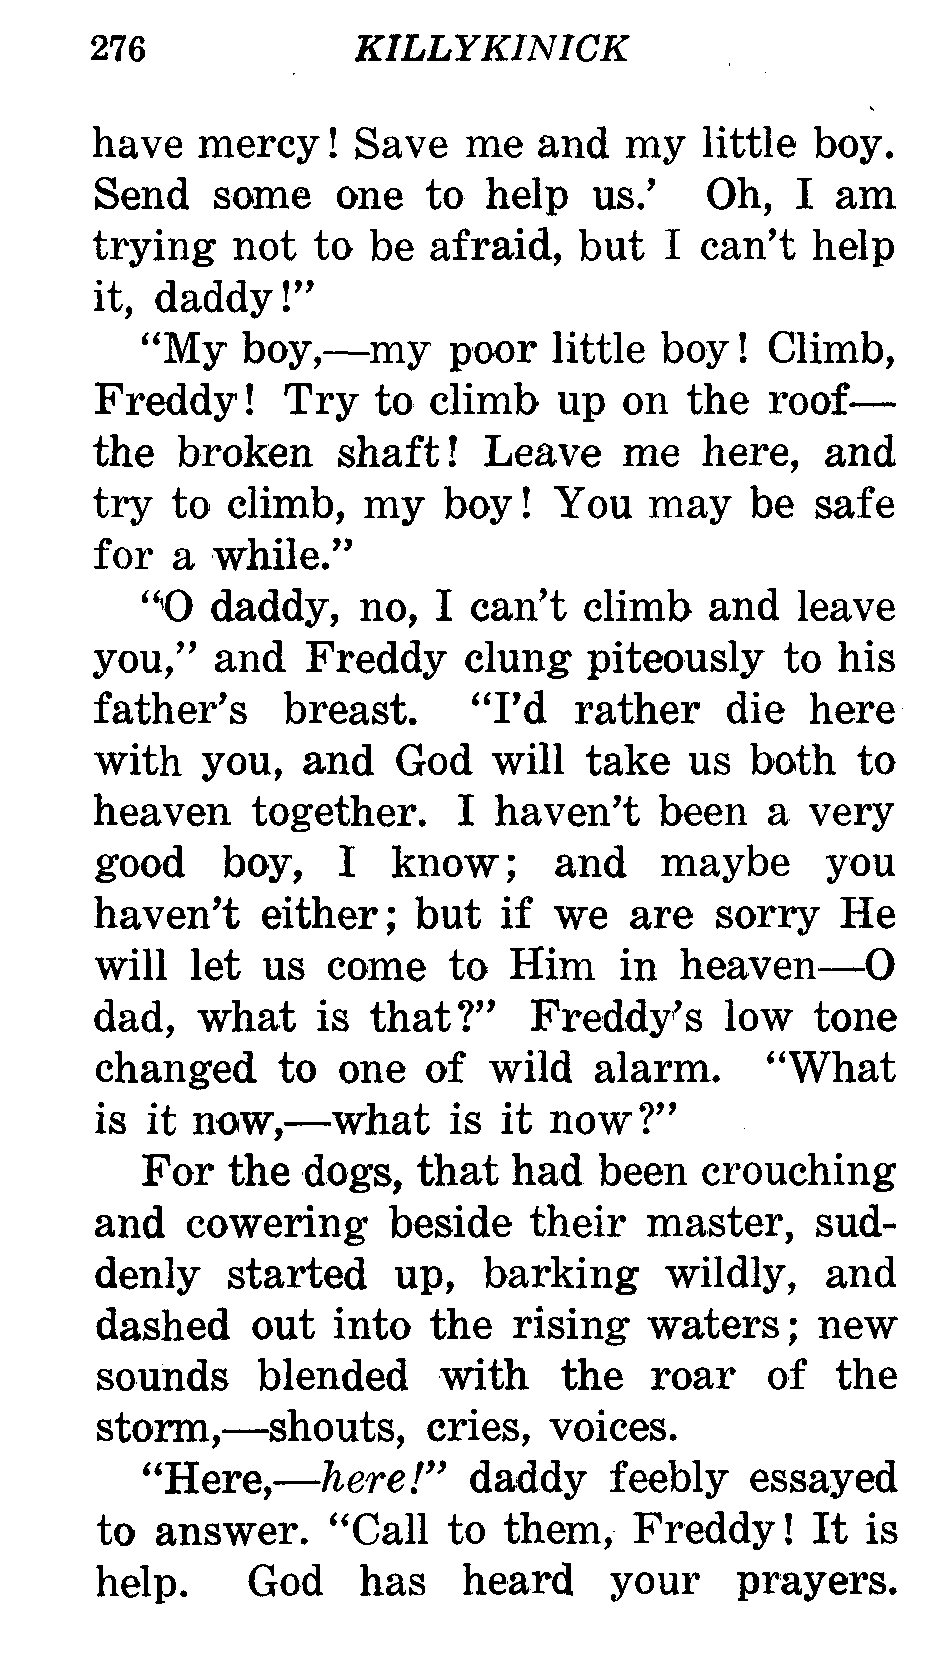 276 KILLYKINICK
have mercy! Save me and my little boy.
Send some one to help us.' Oh, I am
trying not to be afraid, but I can't help
it, daddy!"
"My boy,—my poor little boy! Climb,
Freddy! Try to climb up on the roof—
the broken shaft! Leave me here, and
try to climb, my boy! You may be safe
for a while."
"O daddy, no, I can't climb and leave
you," and Freddy clung piteously to his
father's breast. "I'd rather die here
with you, and God will take us both to
heaven together. I haven't been a very
good boy, I know; and maybe you
haven't either; but if we are sorry He
will let us come to Him in heaven—O
dad, what is that?" Freddy's low tone
changed to one of wild alarm. "What
is it now,—what is it now?"
For the dogs, that had been crouching
and cowering beside their master, sud-
denly started up, barking wildly, and
dashed out into the rising waters; new
sounds blended with the roar of the
storm,—shouts, cries, voices.
"Here,—here!" daddy feebly essayed
to answer. "Call to them, Freddy! It is
help. God has heard your prayers.